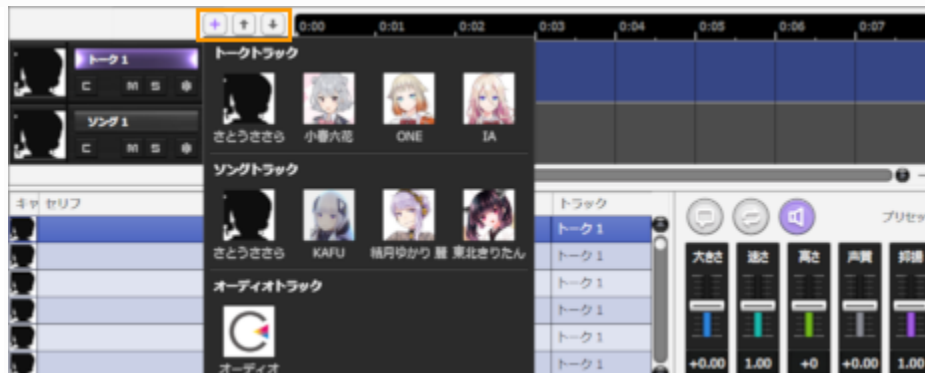 + ↑ ↓ 0:00 0:01 0:02 0:03 0:04 0:05 0:06 0:07
トーク1
C M S
ソング1
C M S
トークトラック
さとうささら 小春六花 ONE IA
ソングトラック
さとうささら KAFU 結月ゆかり 麗 東北きりたん
オーディオトラック
オーディオ
キャ セリフ トラック
トーク1
トーク1
トーク1
トーク1
トーク1
トーク1
プリセッ
大きさ 速さ 高さ 声質 抑揚
+0.00 1.00 +0 +0.00 1.00